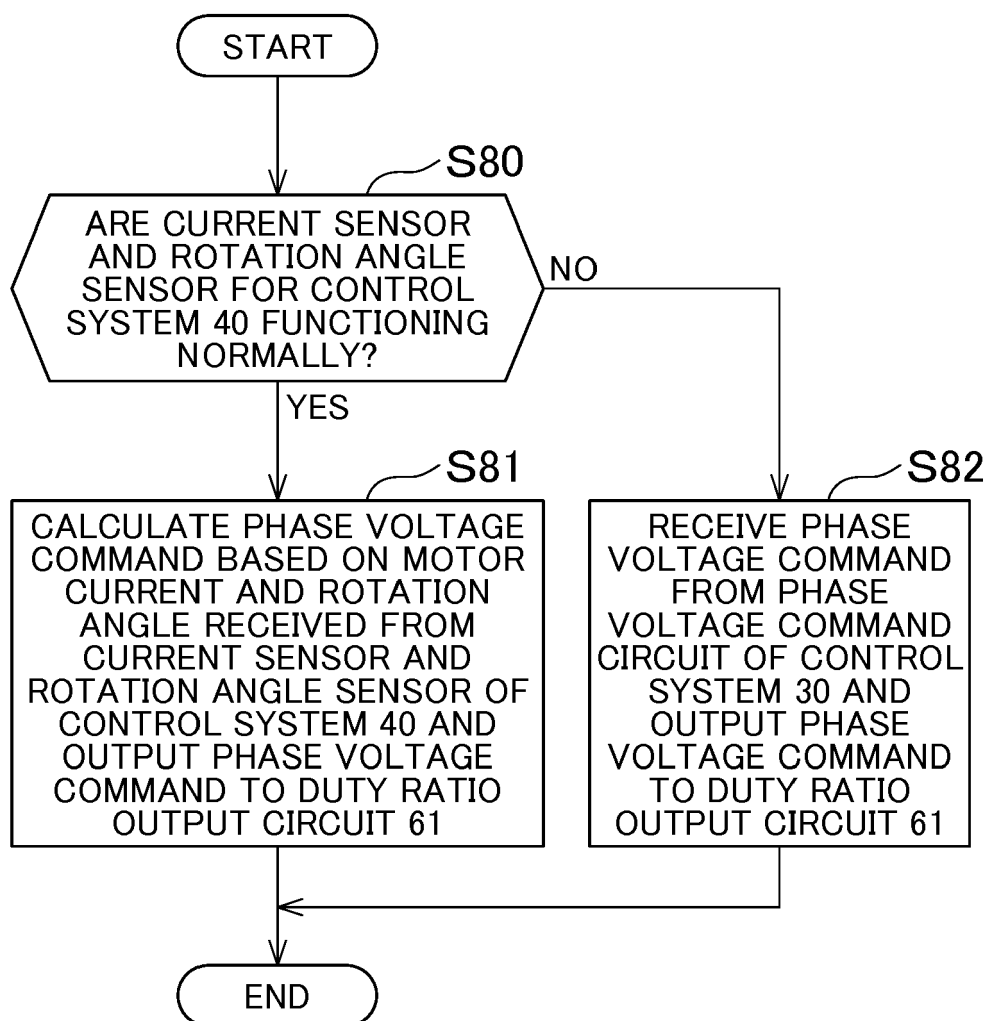 START
S80
ARE CURRENT SENSOR
AND ROTATION ANGLE
SENSOR FOR CONTROL
SYSTEM 40 FUNCTIONING
NORMALLY?
NO
YES
S81
CALCULATE PHASE VOLTAGE
COMMAND BASED ON MOTOR
CURRENT AND ROTATION
ANGLE RECEIVED FROM
CURRENT SENSOR AND
ROTATION ANGLE SENSOR OF
CONTROL SYSTEM 40 AND
OUTPUT PHASE VOLTAGE
COMMAND TO DUTY RATIO
OUTPUT CIRCUIT 61
S82
RECEIVE PHASE
VOLTAGE COMMAND
FROM PHASE
VOLTAGE COMMAND
CIRCUIT OF CONTROL
SYSTEM 30 AND
OUTPUT PHASE
VOLTAGE COMMAND
TO DUTY RATIO
OUTPUT CIRCUIT 61
END